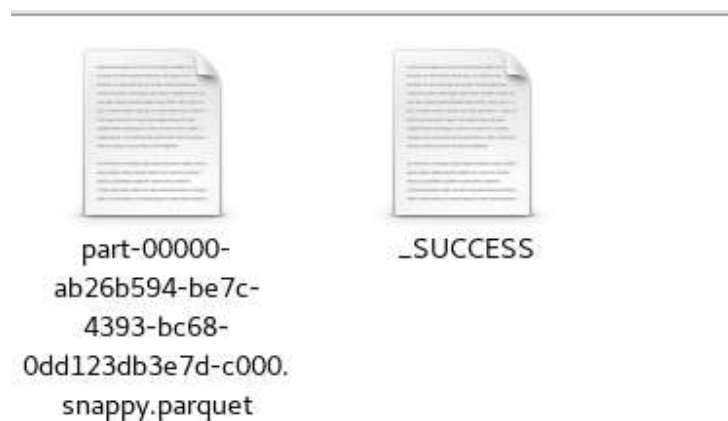 part-00000-
ab26b594-be7c-
4393-bc68-
0dd123db3e7d-c000.
snappy.parquet
_SUCCESS